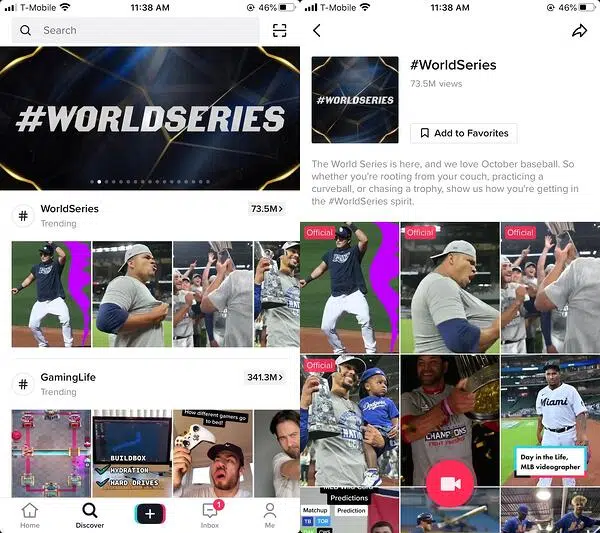 T-Mobile
11:38 AM
46%
Search
#WORLDSERIES
# WorldSeries
Trending
73.5M>
# GamingLife
Trending
341.3M>
BUILDBOX
HYDRATION
HARD DRIVES
How different gamers go
to bed!
Home
Discover
Inbox
1
Me
T-Mobile
11:38 AM
46%
#WORLDSERIES
#WorldSeries
73.5M views
Add to Favorites
The World Series is here, and we love October baseball. So
whether you're rooting from your couch, practicing a
curveball, or chasing a trophy, show us how you're getting in
the #WorldSeries spirit.
Official
Official
Official
Official
Dodgers
CHAMPIONS
Miami
Day in the Life,
MLB videographer
Predictions
Matchup
Prediction
TB
TOR